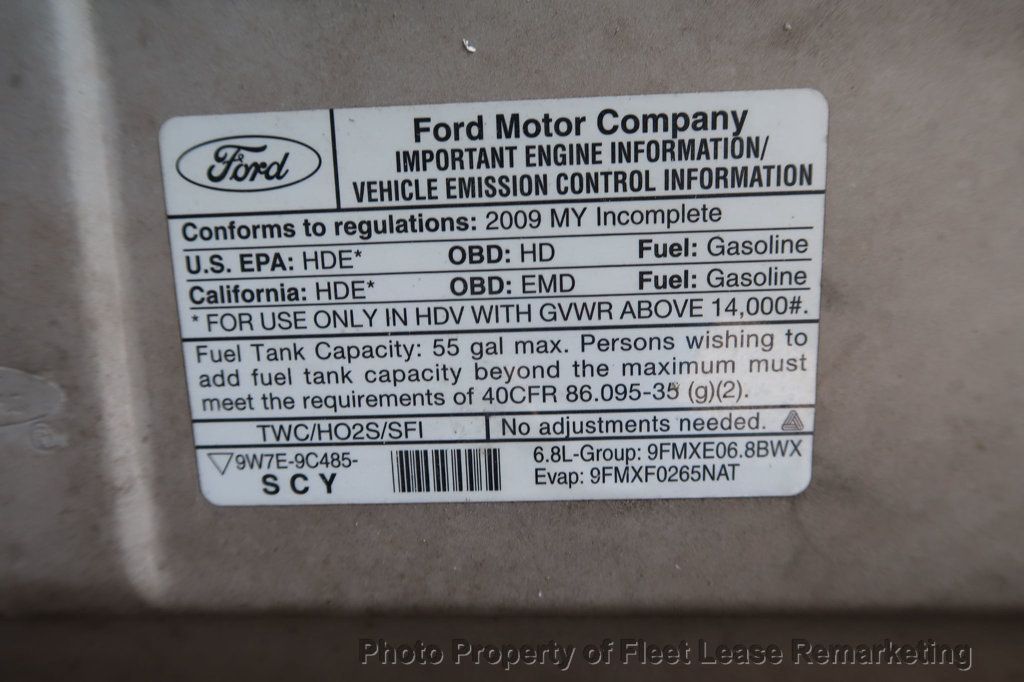 Ford
Ford Motor Company
IMPORTANT ENGINE INFORMATION/
VEHICLE EMISSION CONTROL INFORMATION
Conforms to regulations: 2009 MY Incomplete
U.S. EPA: HDE* OBD: HD Fuel: Gasoline
California: HDE* OBD: EMD Fuel: Gasoline
* FOR USE ONLY IN HDV WITH GVWR ABOVE 14,000#.
Fuel Tank Capacity: 55 gal max. Persons wishing to
add fuel tank capacity beyond the maximum must
meet the requirements of 40CFR 86.095-35 (g)(2).
TWC/HO2S/SFI No adjustments needed.
9W7E-9C485-
SCY
6.8L-Group: 9FMXE06.8BWX
Evap: 9FMXF0265NAT
Photo Property of Fleet Lease Remarketing